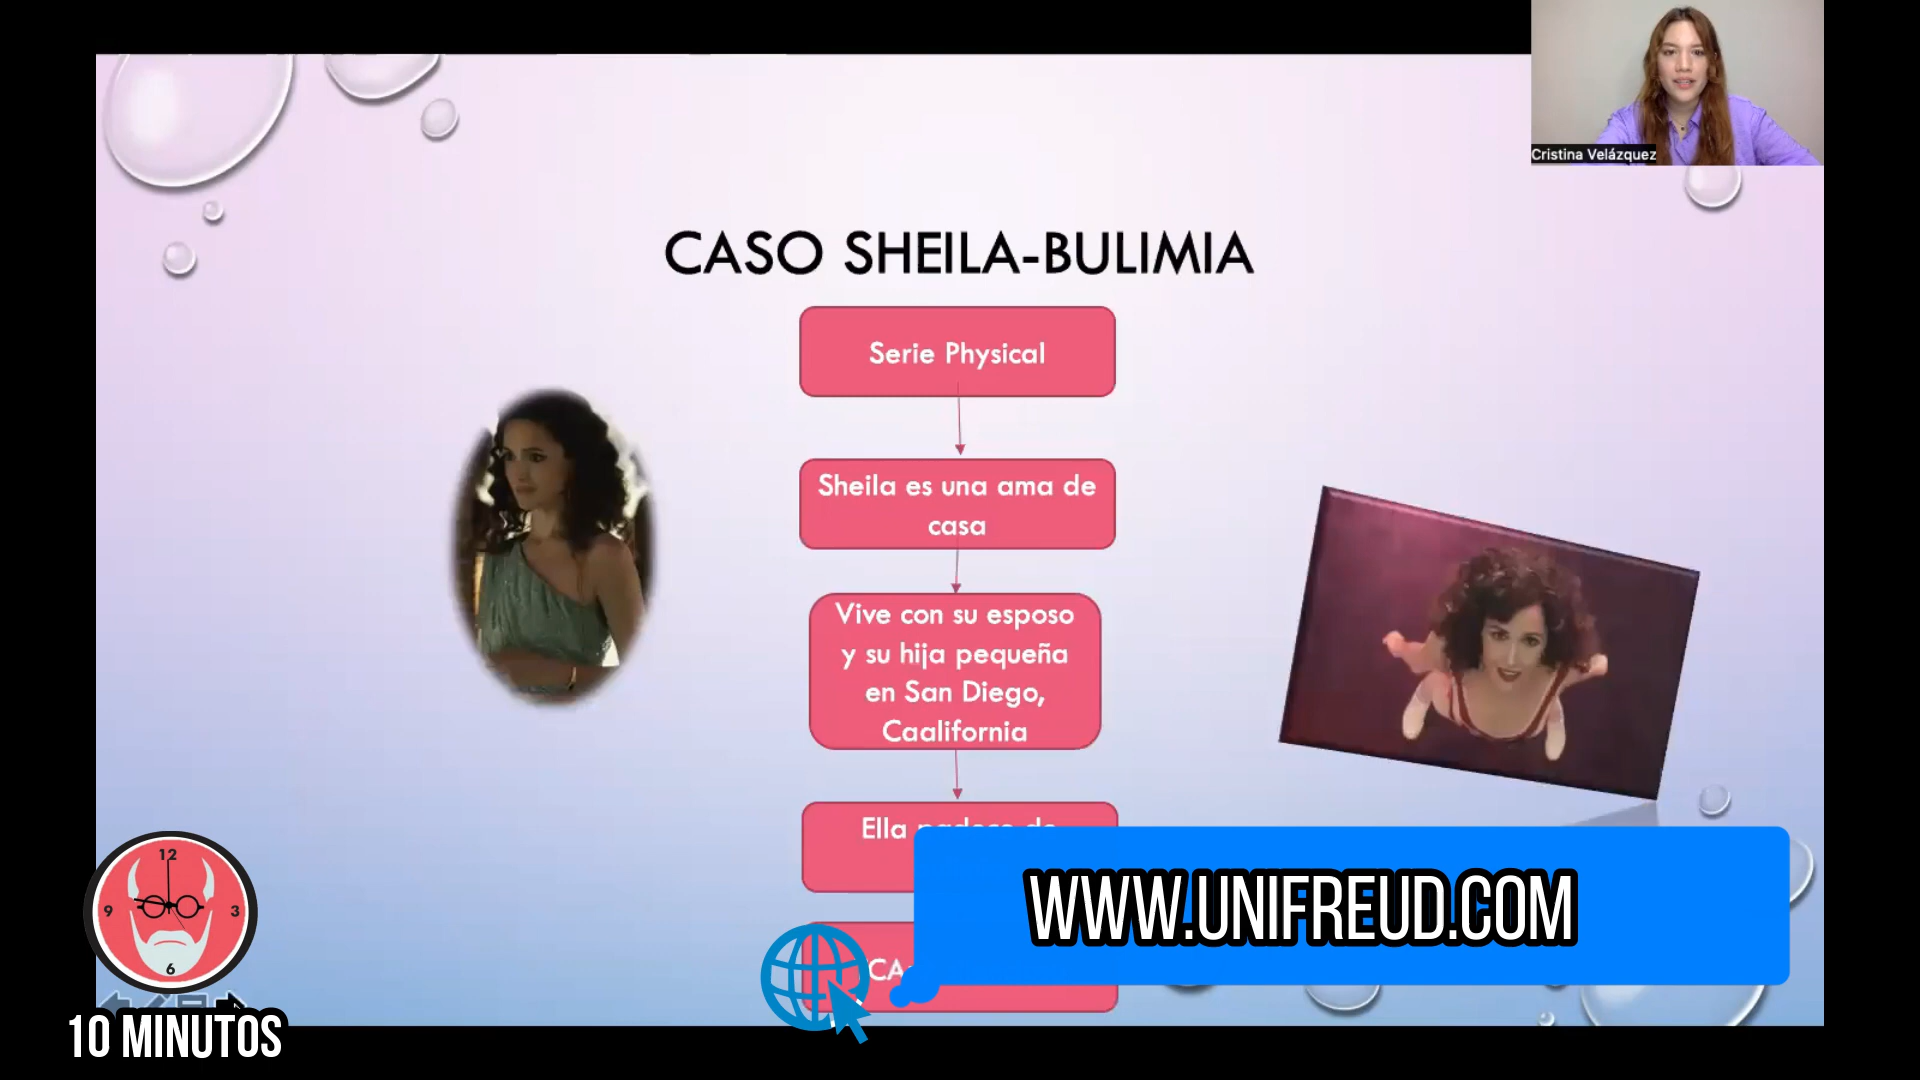 Cristina Velázquez
CASO SHEILA-BULIMIA
Serie Physical
Sheila es una ama de
casa
Vive con su esposo
y su hija pequeña
en San Diego,
Caalifornia
Ella
WWW.UNIFREUD.COM
12
9
3
6
10 MINUTOS